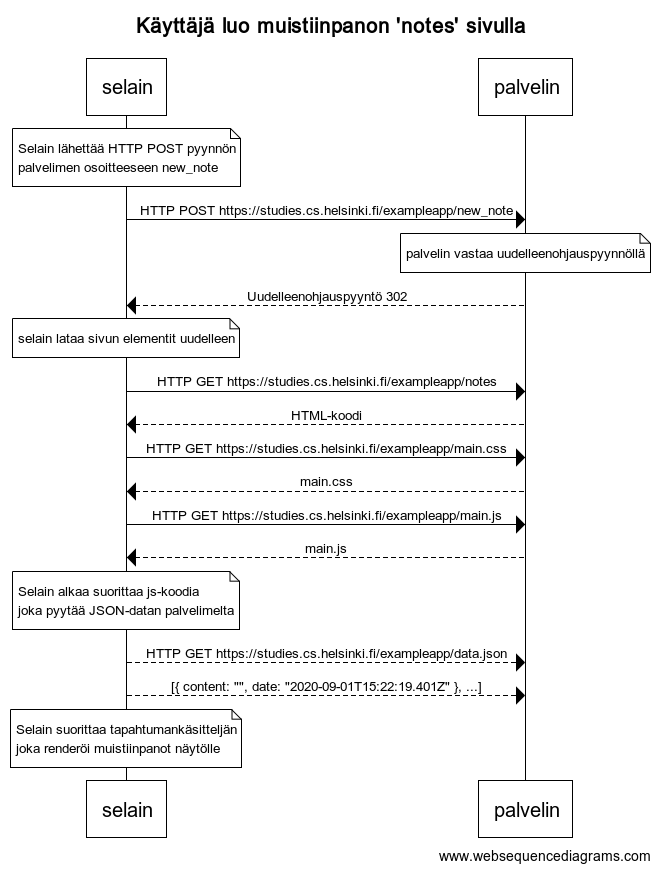 Käyttäjä luo muistiinpanon 'notes' sivulla
selain
palvelin
Selain lähettää HTTP POST pyynnön
palvelimen osoitteeseen new_note
HTTP POST https://studies.cs.helsinki.fi/exampleapp/new_note
palvelin vastaa uudelleenohjauspyynnöllä
Uudelleenohjauspyyntö 302
selain lataa sivun elementit uudelleen
HTTP GET https://studies.cs.helsinki.fi/exampleapp/notes
HTML-koodi
HTTP GET https://studies.cs.helsinki.fi/exampleapp/main.css
main.css
HTTP GET https://studies.cs.helsinki.fi/exampleapp/main.js
main.js
Selain alkaa suorittaa js-koodia
joka pyytää JSON-datan palvelimelta
HTTP GET https://studies.cs.helsinki.fi/exampleapp/data.json
[{ content: "", date: "2020-09-01T15:22:19.401Z" }, ...]
Selain suorittaa tapahtumankäsitteljän
joka renderöi muistiinpanot näytölle
selain
palvelin
www.websequencediagrams.com